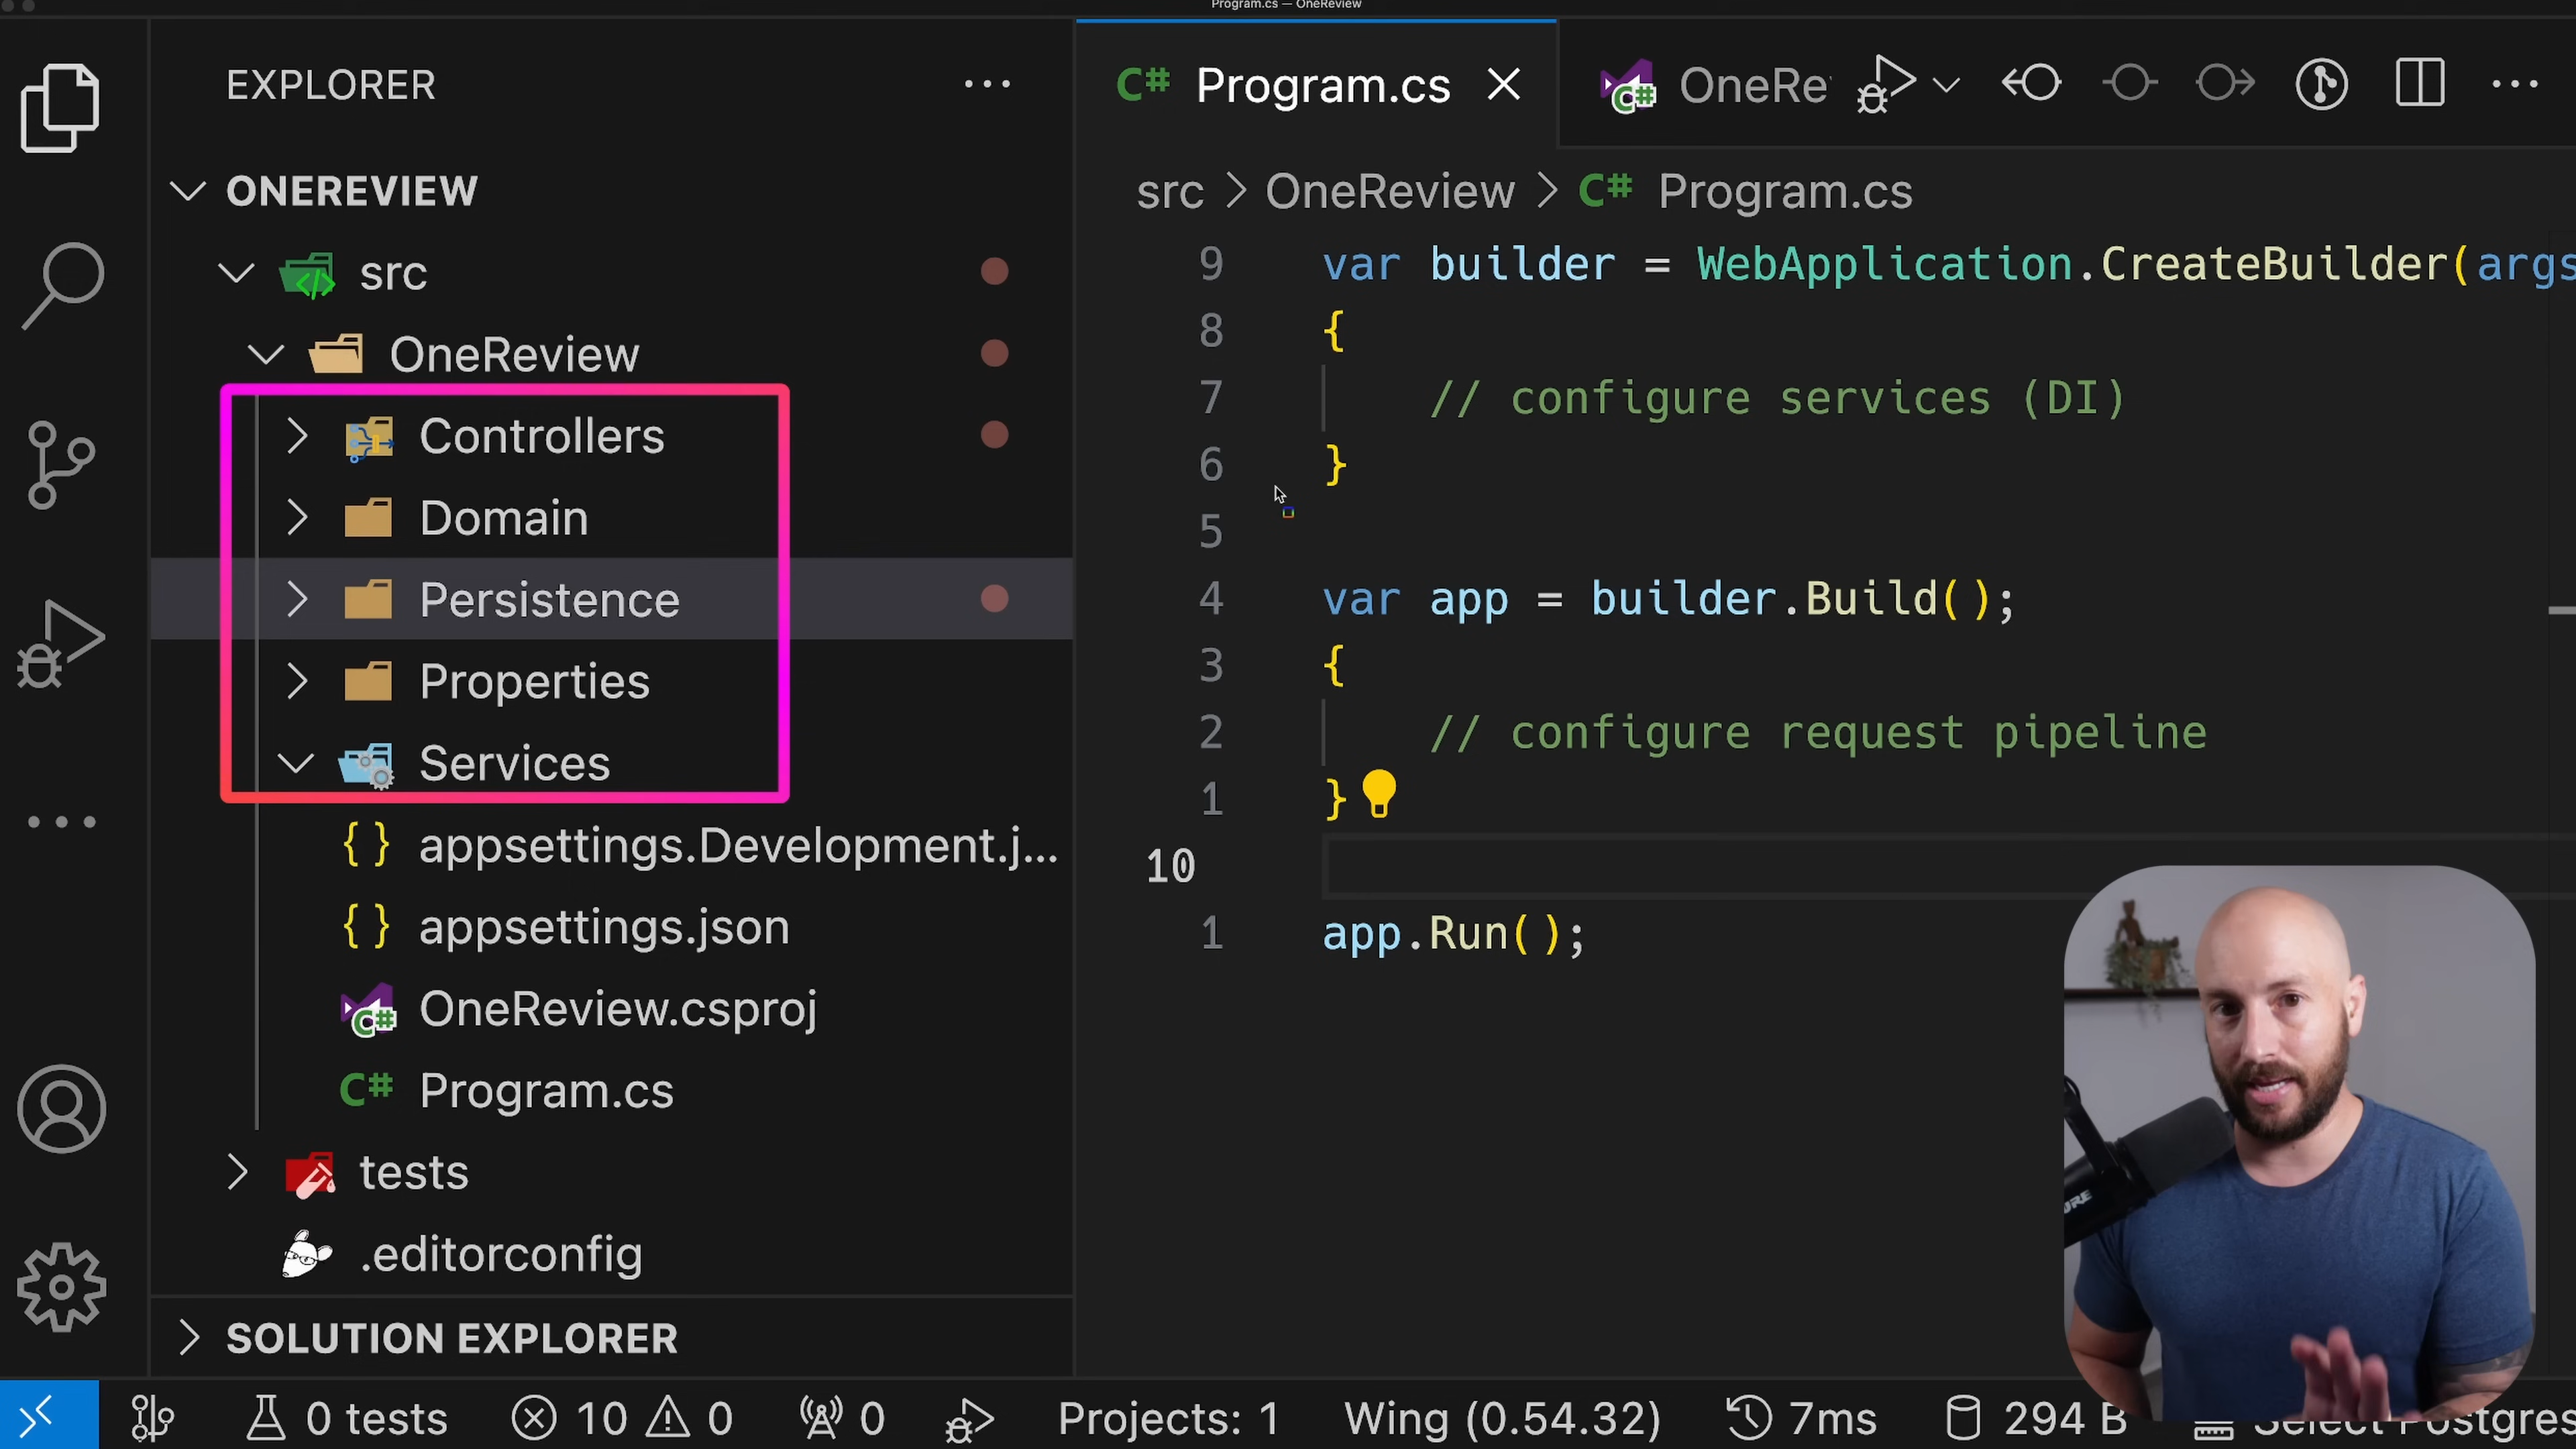 Program.cs — OneReview
EXPLORER
ONEREVIEW
src
OneReview
Controllers
Domain
Persistence
Properties
Services
{ } appsettings.Development.j...
{ } appsettings.json
C# OneReview.csproj
C# Program.cs
tests
.editorconfig
SOLUTION EXPLORER
C# Program.cs
C# OneRe
src > OneReview > C# Program.cs
9 var builder = WebApplication.CreateBuilder(args
8 {
7 // configure services (DI)
6 }
5
4 var app = builder.Build();
3 {
2 // configure request pipeline
1 }
10
1 app.Run();
0 tests 10 0 0 Projects: 1 Wing (0.54.32) 7ms 294 B Select Postgres